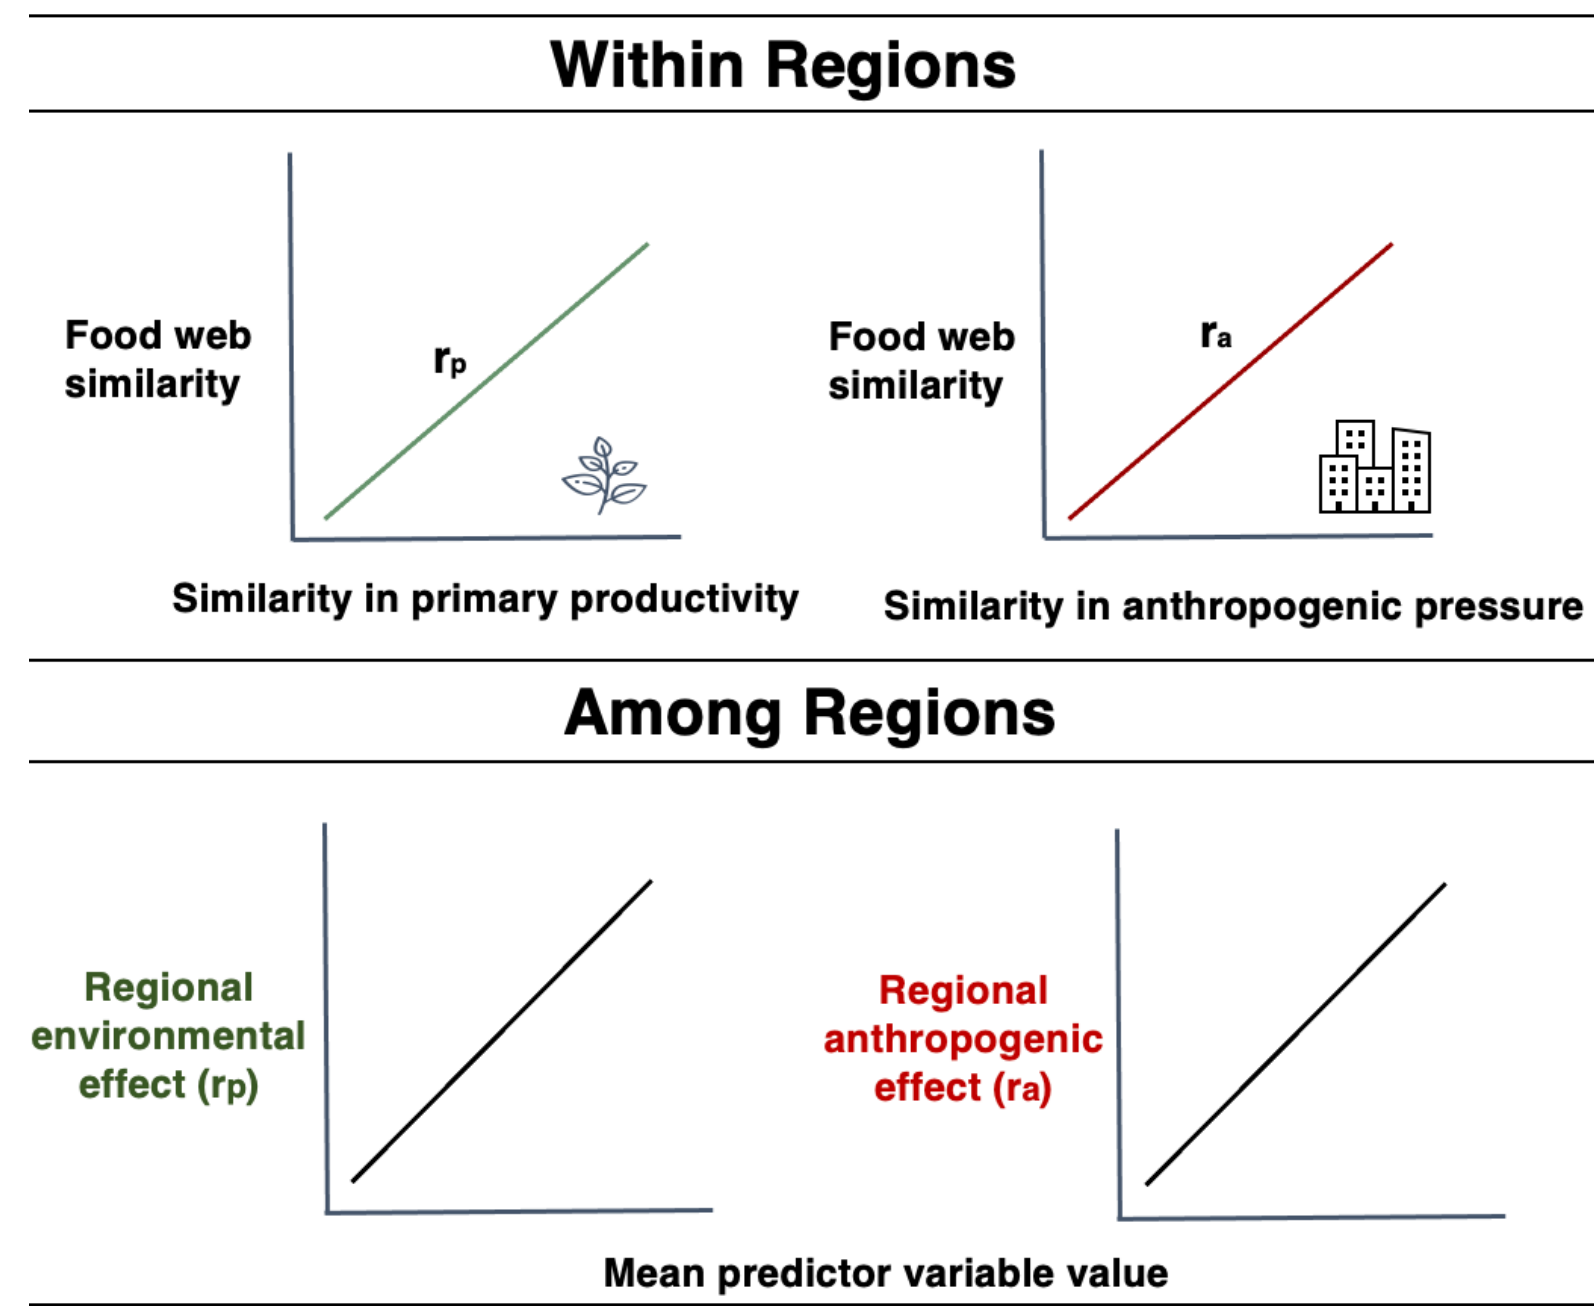 Within Regions
Food web
similarity
rp
Similarity in primary productivity
Food web
similarity
ra
Similarity in anthropogenic pressure
Among Regions
Regional
environmental
effect (rp)
Regional
anthropogenic
effect (ra)
Mean predictor variable value